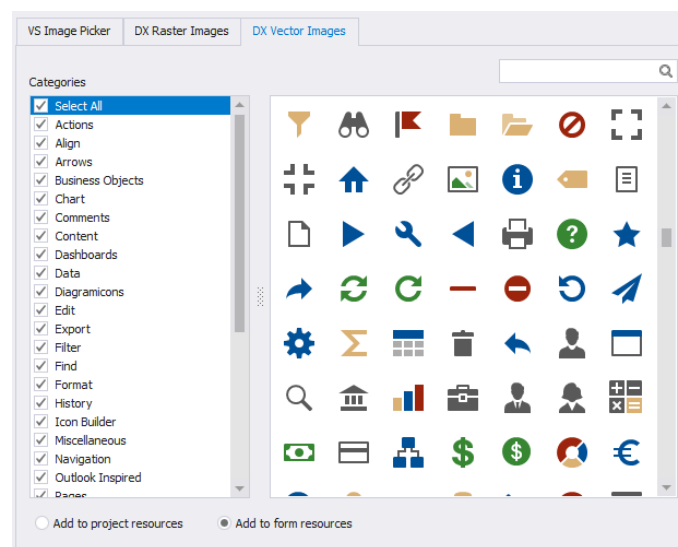 VS Image Picker DX Raster Images DX Vector Images
Categories
Select All
Actions
Align
Arrows
Business Objects
Chart
Comments
Content
Dashboards
Data
Diagramicons
Edit
Export
Filter
Find
Format
History
Icon Builder
Miscellaneous
Navigation
Outlook Inspired
Pages
Add to project resources Add to form resources